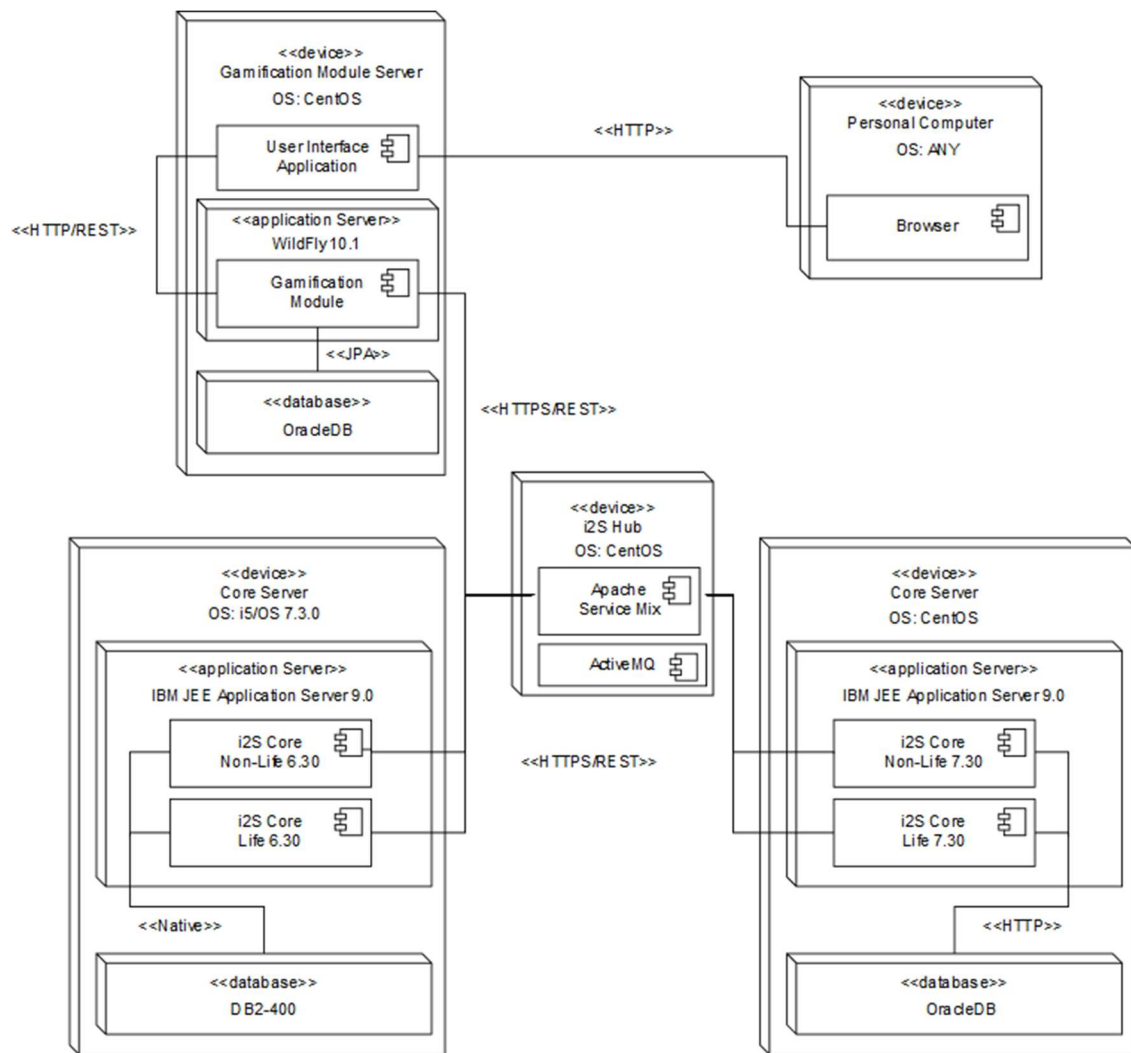 <<device>>
Gamification Module Server
OS: CentOS
User Interface
Application
<<HTTP>>
<<device>>
Personal Computer
OS: ANY
Browser
<<HTTP/REST>>
<<application Server>>
WildFly 10.1
Gamification
Module
<<JPA>>
<<database>>
OracleDB
<<HTTPS/REST>>
<<device>>
i2S Hub
OS: CentOS
Apache
Service Mix
ActiveMQ
<<device>>
Core Server
OS: i5/OS 7.3.0
<<application Server>>
IBM JEE Application Server 9.0
i2S Core
Non-Life 6.30
i2S Core
Life 6.30
<<Native>>
<<database>>
DB2-400
<<HTTPS/REST>>
<<device>>
Core Server
OS: CentOS
<<application Server>>
IBM JEE Application Server 9.0
i2S Core
Non-Life 7.30
i2S Core
Life 7.30
<<HTTP>>
<<database>>
OracleDB